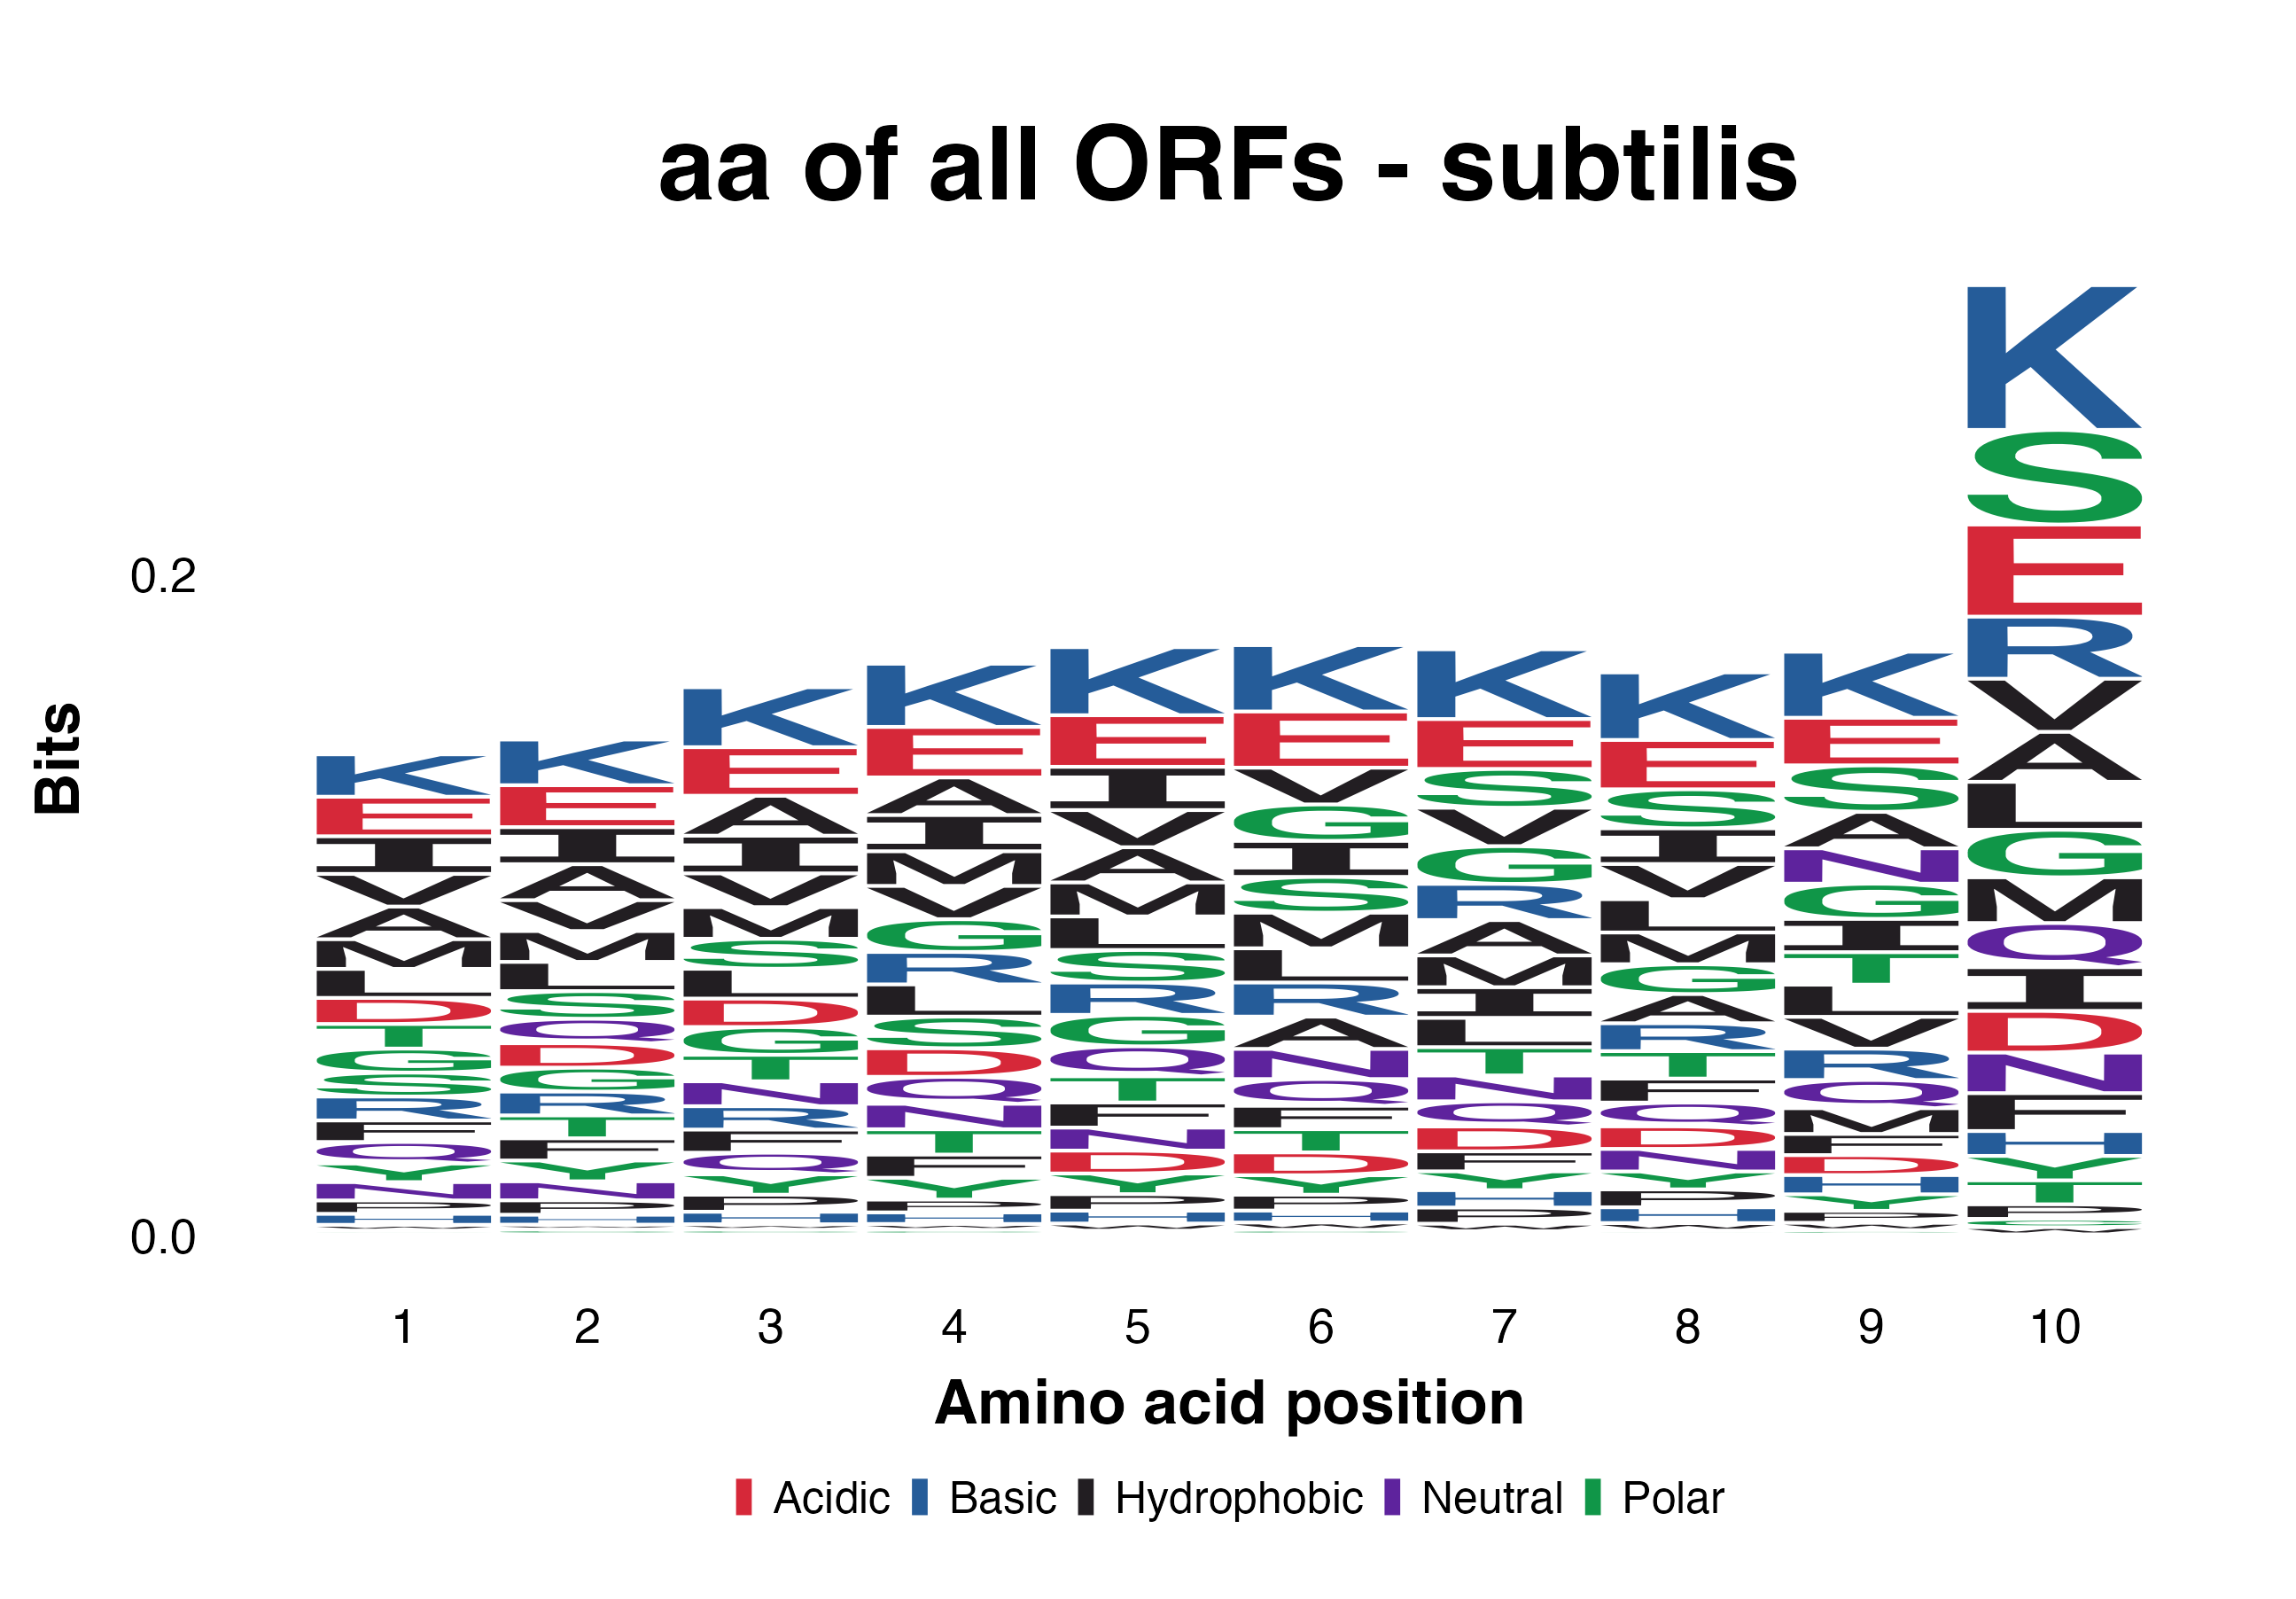 aa of all ORFs - subtilis
Bits
0.2
0.0
K E I V A M L D T G S R F Q Y N P H W
K E I A V M L S Q D G R T F Y N P H W C
K E A I V M S L D G T N R F Q Y P H W C
K E A I M V G R L S D Q N T F Y P H W C
K E I V A M L S R G Q T F N D Y P H W
K E V G I S M L R A N Q F T D Y P H W C
K E S V G R A M I L T N Q D F Y H P W
K E S I V L M G A R T F Q D N Y P H W C
K E S A N G I T L V R Q M F D H Y P W C
K S E R V A L G M Q I D N F H Y T P C W
1 2 3 4 5 6 7 8 9 10
Amino acid position
Acidic Basic Hydrophobic Neutral Polar